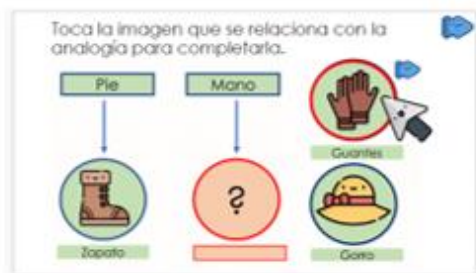 Toca la imagen que se relaciona con la
analogía para completarla.
Pie
Mano
Guantes
?
Zapato
Gorro